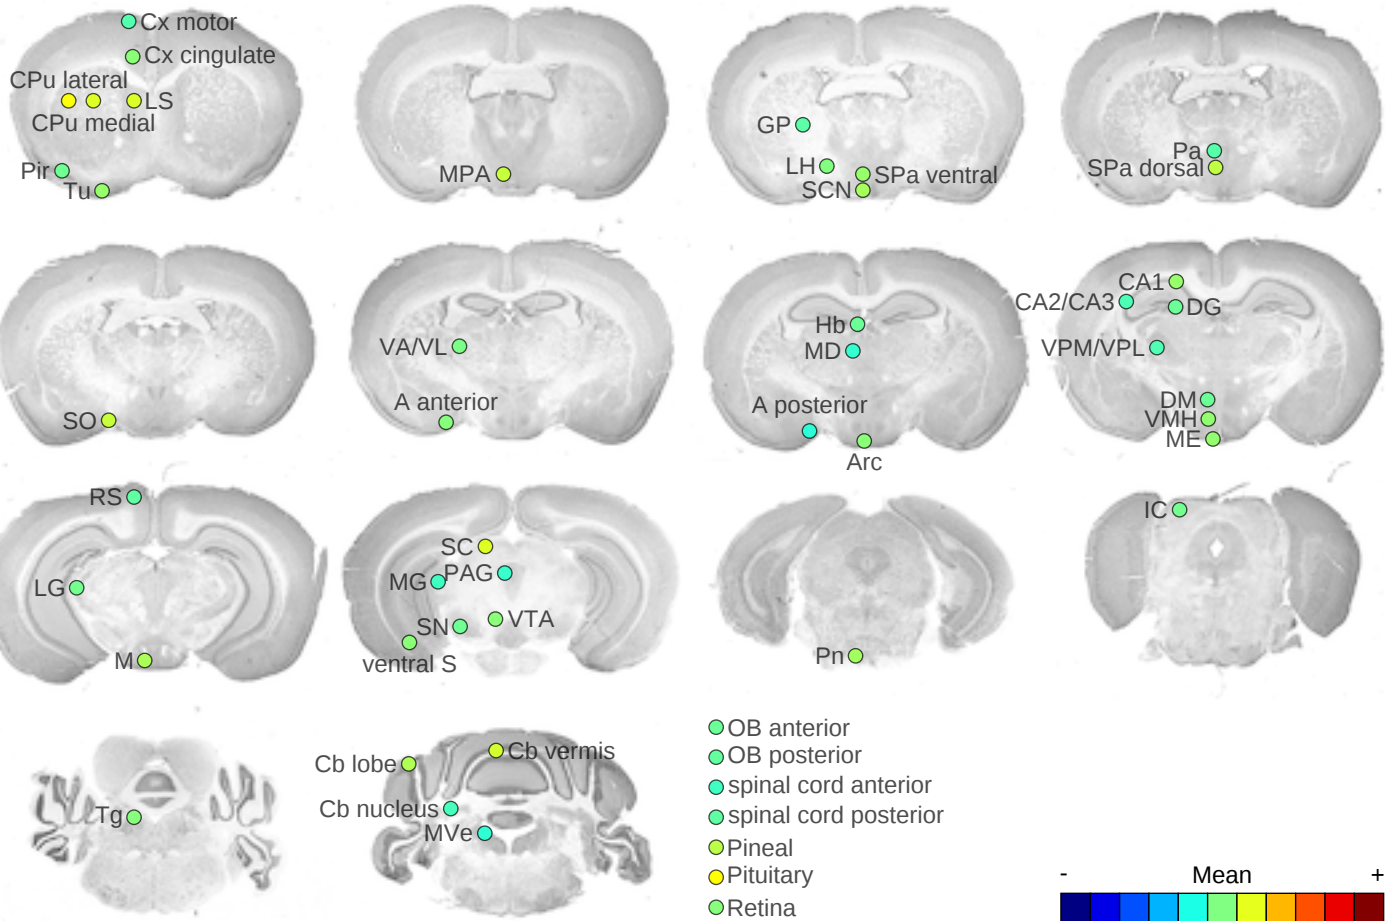 Cx motor
Cx cingulate
CPu lateral
LS
CPu medial
Pir
Tu
MPA
GP
LH
SPa ventral
SCN
Pa
SPa dorsal
SO
VA/VL
A anterior
Hb
MD
A posterior
Arc
CA1
CA2/CA3
DG
VPM/VPL
DM
VMH
ME
RS
LG
M
SC
MG
PAG
SN
VTA
ventral S
Pn
IC
Tg
Cb lobe
Cb vermis
Cb nucleus
MVe
OB anterior
OB posterior
spinal cord anterior
spinal cord posterior
Pineal
Pituitary
Retina
- Mean +